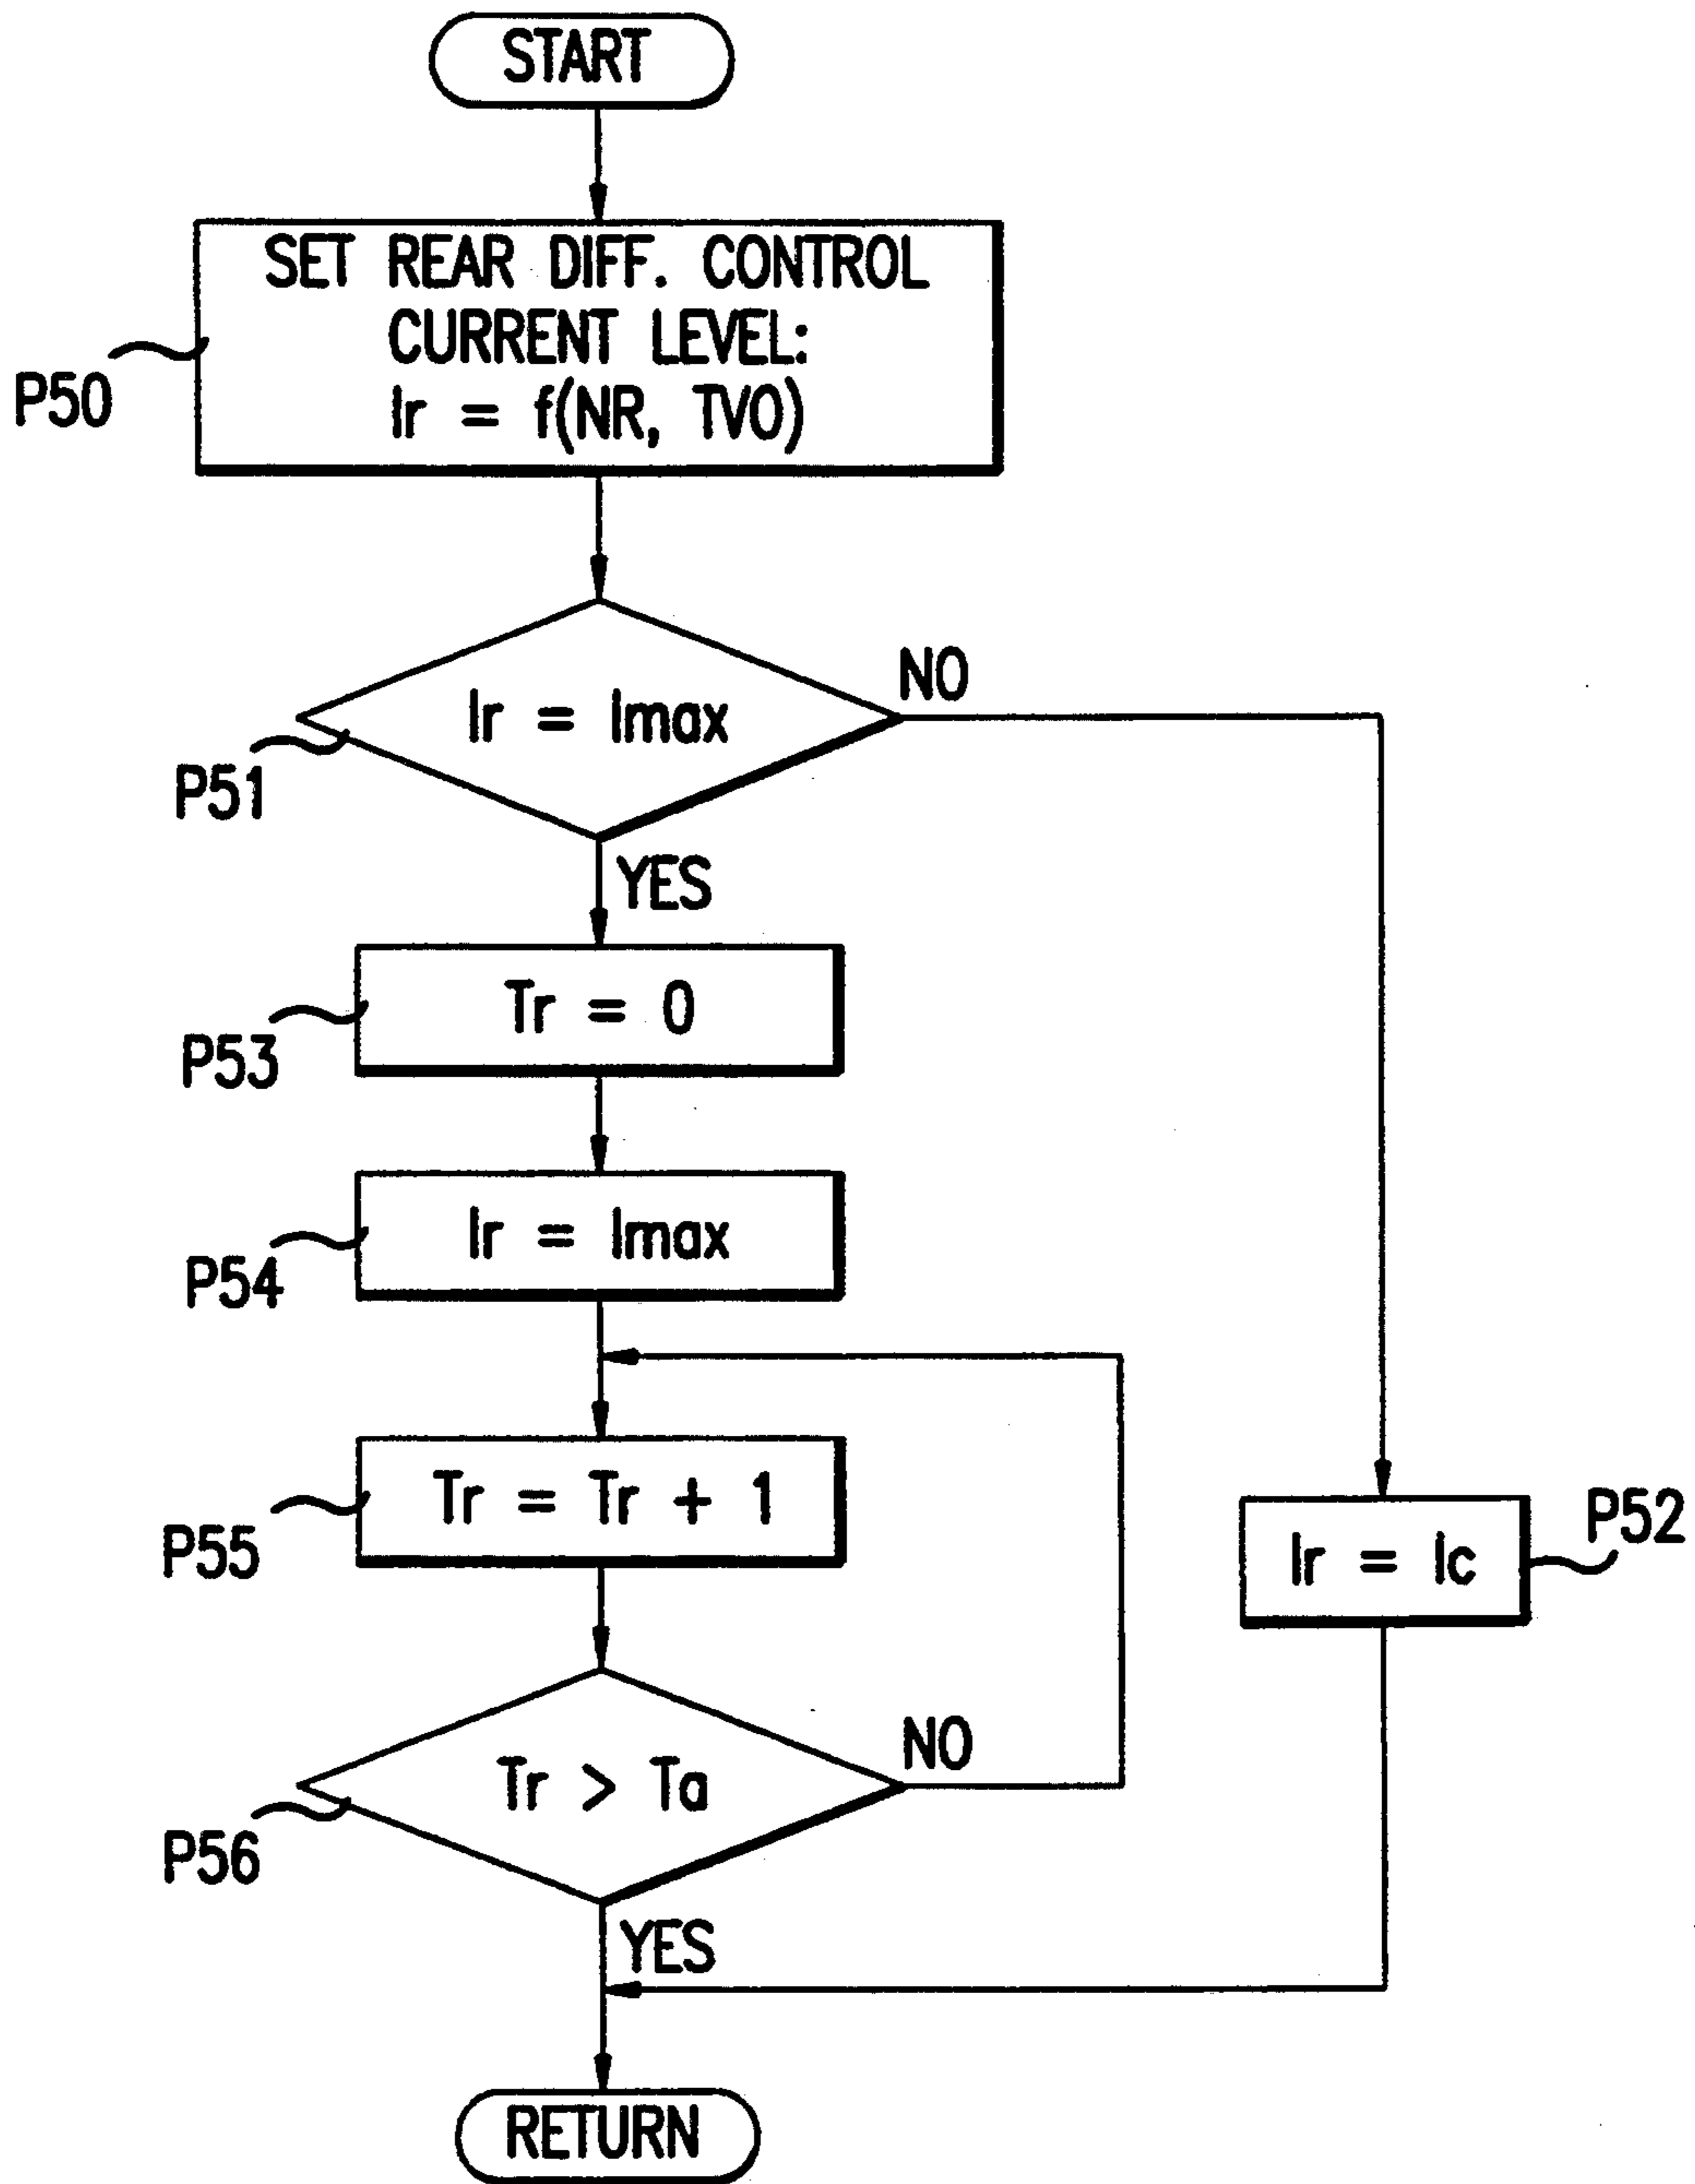 START
SET REAR DIFF. CONTROL
CURRENT LEVEL:
Ir = f(NR, TVO)
P50
Ir = Imax
NO
P51
YES
Tr = 0
P53
Ir = Imax
P54
Tr = Tr + 1
P55
Ir = Ic
P52
Tr > Ta
NO
P56
YES
RETURN